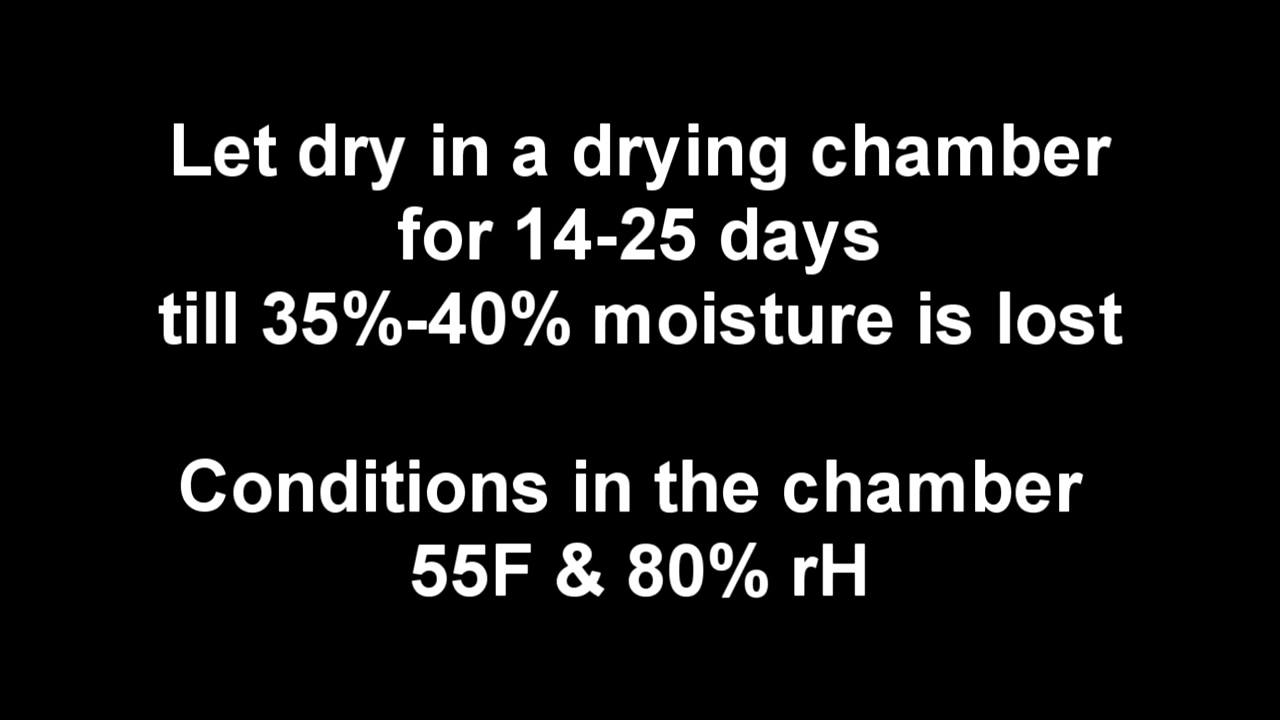 Let dry in a drying chamber
for 14-25 days
till 35%-40% moisture is lost
Conditions in the chamber
55F & 80% rH